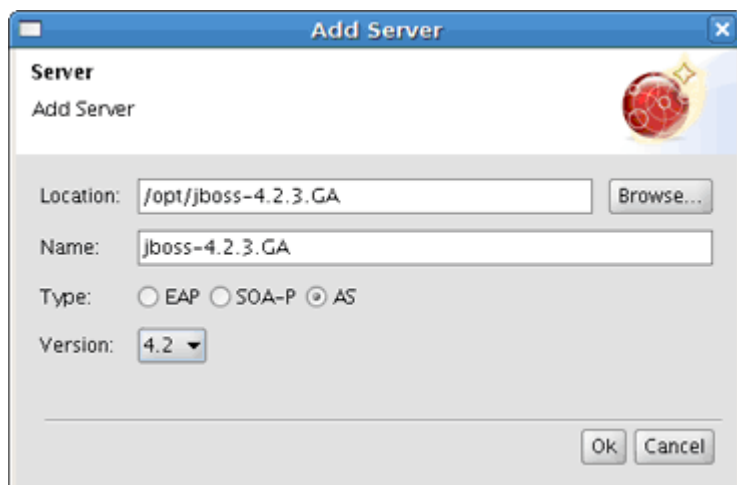 Add Server
Server
Add Server
Location: /opt/jboss-4.2.3.GA Browse...
Name: jboss-4.2.3.GA
Type: EAP SOA-P AS
Version: 4.2
Ok Cancel